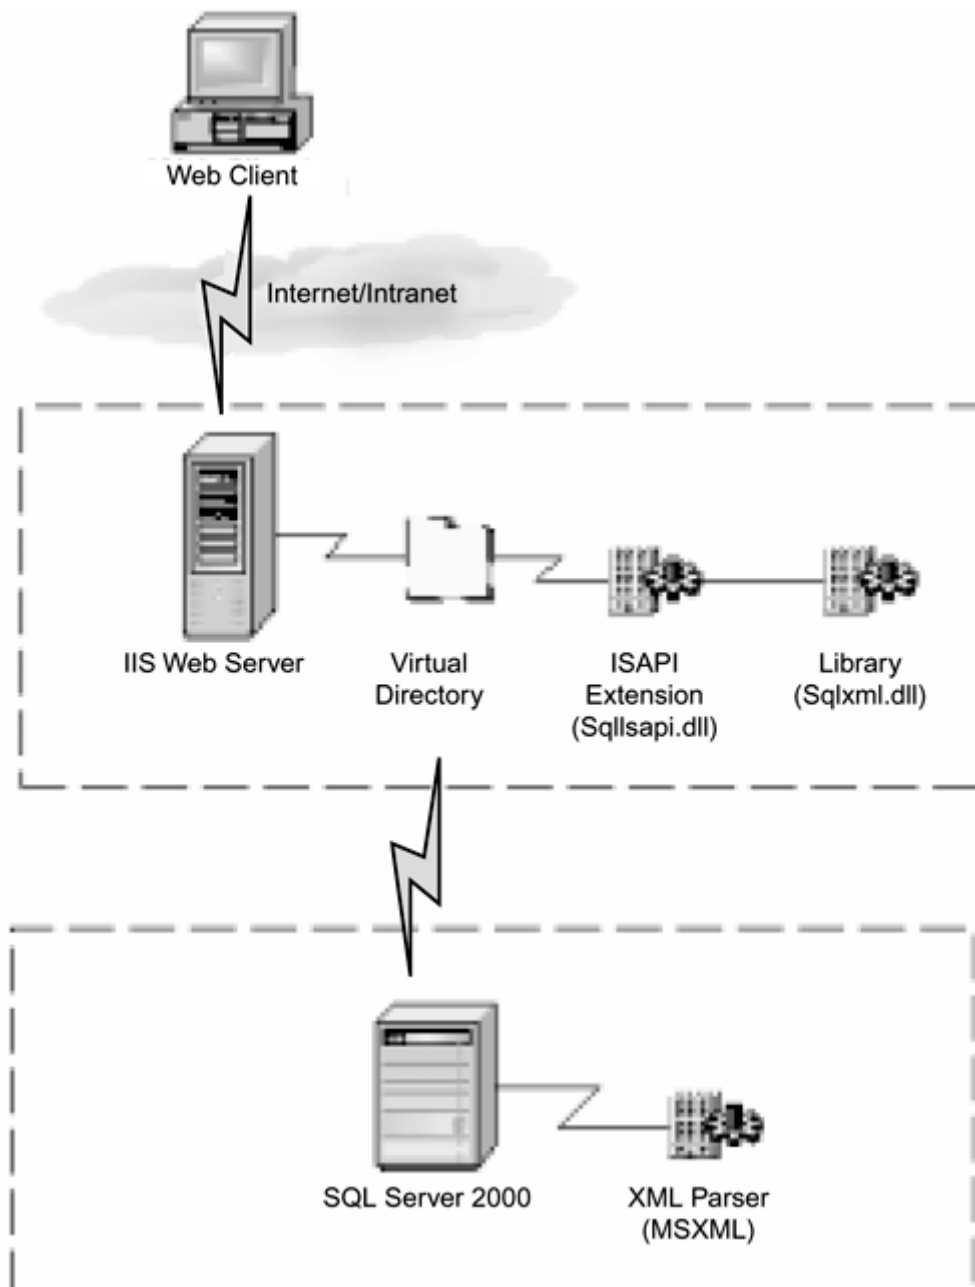 Web Client
Internet/Intranet
IIS Web Server
Virtual
Directory
ISAPI
Extension
(SqlIsapi.dll)
Library
(Sqlxml.dll)
SQL Server 2000
XML Parser
(MSXML)